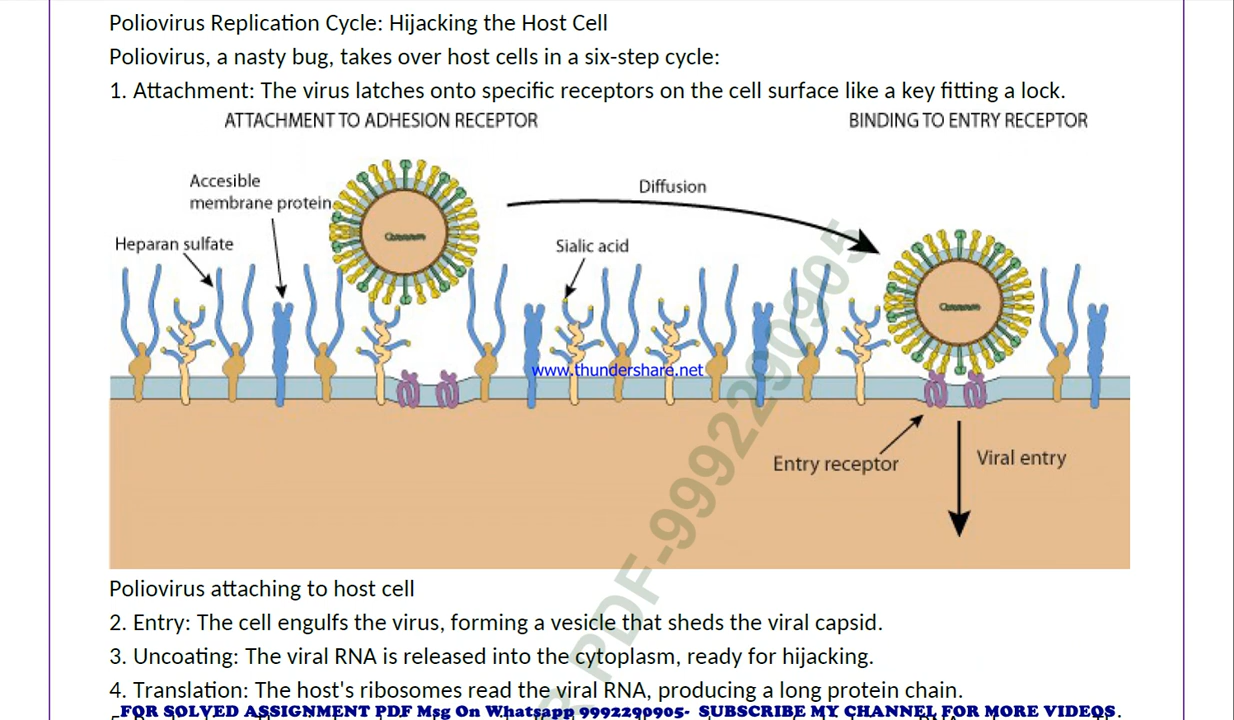 Poliovirus Replication Cycle: Hijacking the Host Cell
Poliovirus, a nasty bug, takes over host cells in a six-step cycle:
1. Attachment: The virus latches onto specific receptors on the cell surface like a key fitting a lock.
ATTACHMENT TO ADHESION RECEPTOR
BINDING TO ENTRY RECEPTOR
Accesible
membrane protein
Diffusion
Heparan sulfate
Sialic acid
www.thundershare.net
Entry receptor
Viral entry
PDF-9992290905
Poliovirus attaching to host cell
2. Entry: The cell engulfs the virus, forming a vesicle that sheds the viral capsid.
3. Uncoating: The viral RNA is released into the cytoplasm, ready for hijacking.
4. Translation: The host's ribosomes read the viral RNA, producing a long protein chain.
FOR SOLVED ASSIGNMENT PDF Msg On Whatsapp 9992290905- SUBSCRIBE MY CHANNEL FOR MORE VIDEOS.